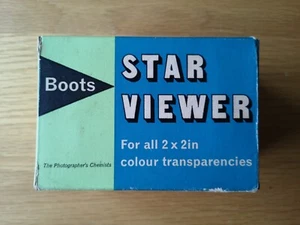 Boots
The Photographer's Chemists
STAR
VIEWER
For all 2 x 2in
colour transparencies